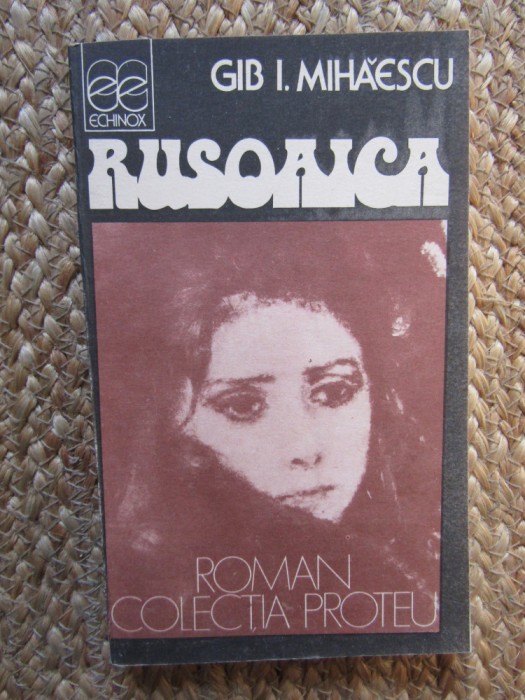 GIB I. MIHĂESCU
ECHINOX
RUSOAICA
ROMAN
COLECȚIA PROTEU